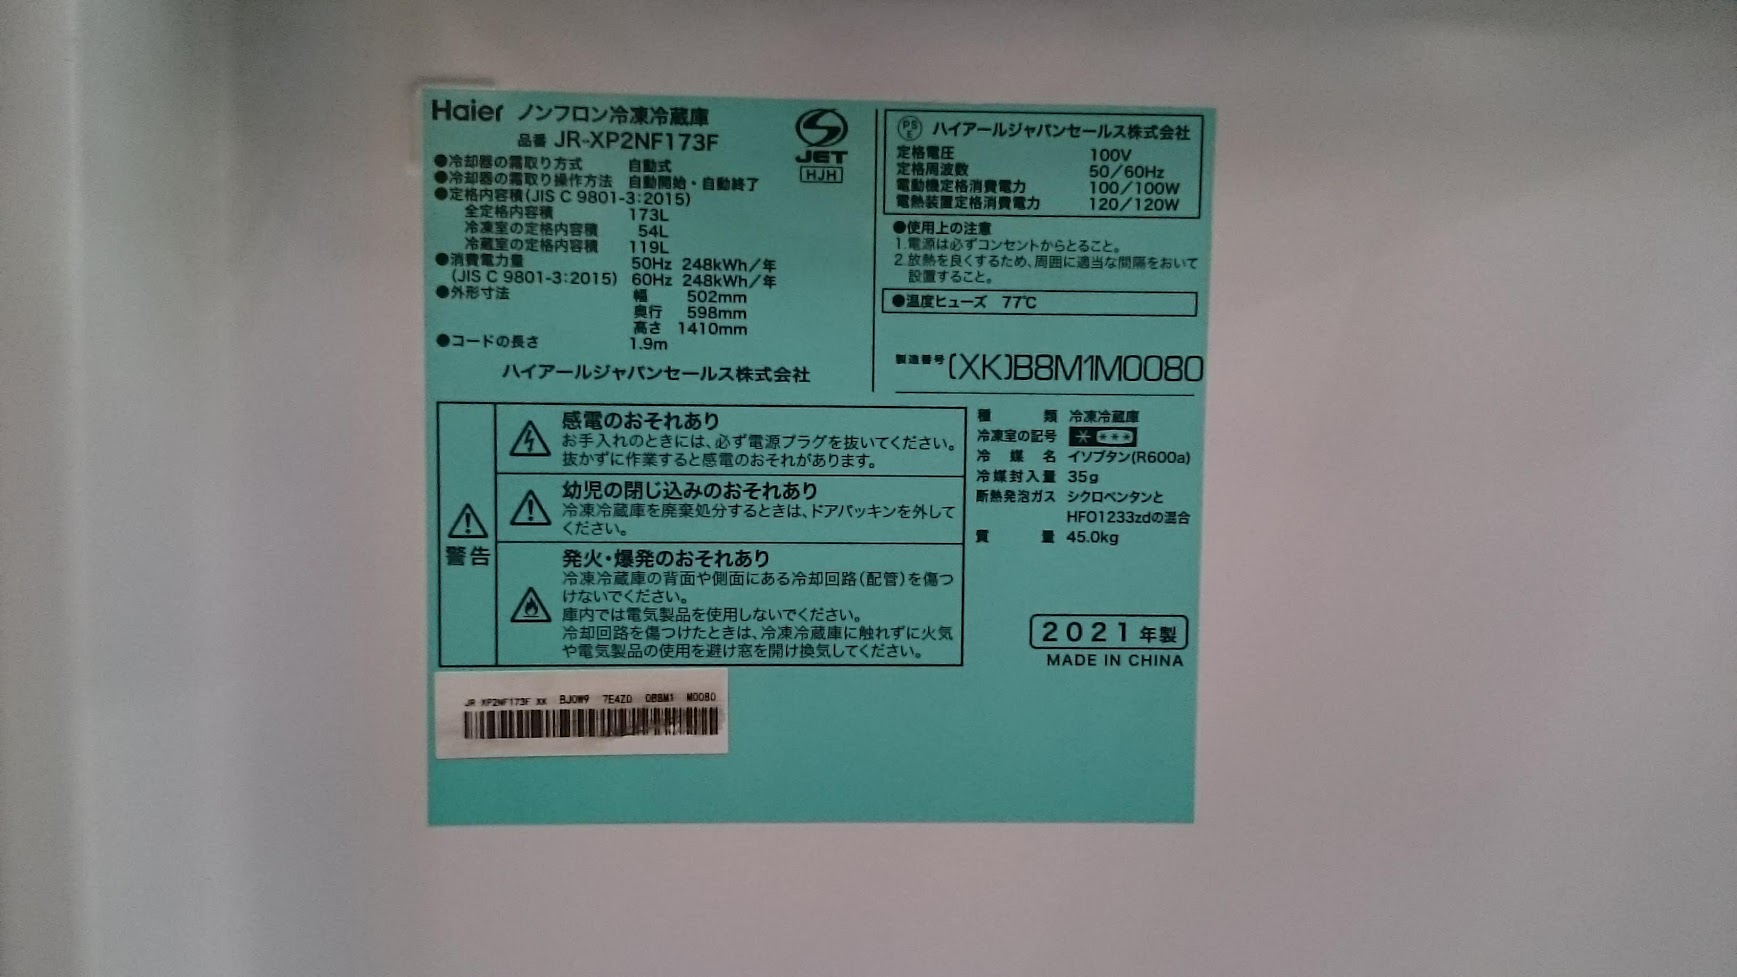 Haier ノンフロン冷凍冷蔵庫
品番 JR-XP2NF173F
●冷却器の霜取り方式 自動式
●冷却器の霜取り操作方法 自動開始・自動終了
●定格内容積(JIS C 9801-3:2015)
全定格内容積 173L
冷凍室の定格内容積 54L
冷蔵室の定格内容積 119L
●消費電力量 50Hz 248kWh/年
(JIS C 9801-3:2015) 60Hz 248kWh/年
●外形寸法 幅 502mm
奥行 598mm
高さ 1410mm
●コードの長さ 1.9m
ハイアールジャパンセールス株式会社
JET
HJH
PS
E
ハイアールジャパンセールス株式会社
定格電圧 100V
定格周波数 50/60Hz
電動機定格消費電力 100/100W
電熱装置定格消費電力 120/120W
●使用上の注意
1.電源は必ずコンセントからとること。
2.放熱を良くするため、周囲に適当な間隔をおいて
設置すること。
●温度ヒューズ 77℃
製造番号 (XK)B8M1M0080
警告
感電のおそれあり
お手入れのときには、必ず電源プラグを抜いてください。
抜かずに作業すると感電のおそれがあります。
幼児の閉じ込みのおそれあり
冷凍冷蔵庫を廃棄処分するときは、ドアパッキンを外して
ください。
発火・爆発のおそれあり
冷凍冷蔵庫の背面や側面にある冷却回路(配管)を傷つ
けないでください。
庫内では電気製品を使用しないでください。
冷却回路を傷つけたときは、冷凍冷蔵庫に触れずに火気
や電気製品の使用を避け窓を開け換気してください。
種類 冷凍冷蔵庫
冷凍室の記号
冷媒名 イソブタン(R600a)
冷媒封入量 35g
断熱発泡ガス シクロペンタンと
HFO1233zdの混合
質量 45.0kg
2021年製
MADE IN CHINA
JR XP2NF173F XK BJ0W9 7E4Z0 0B8M1 M0080